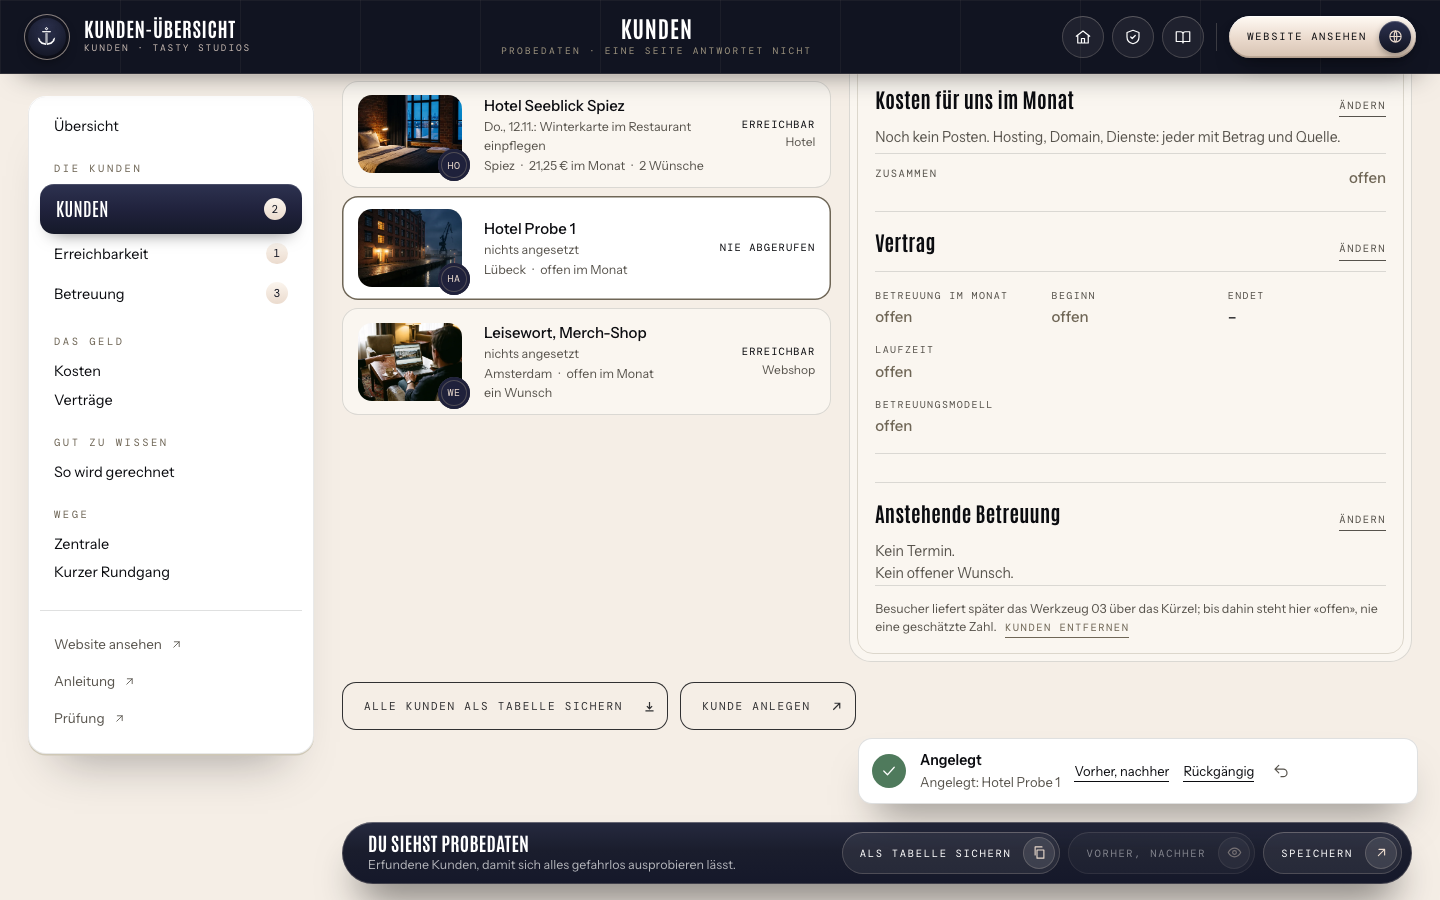 KUNDEN-ÜBERSICHT
KUNDEN · TASTY STUDIOS
KUNDEN
PROBEDATEN · EINE SEITE ANTWORTET NICHT
WEBSITE ANSEHEN
Übersicht
DIE KUNDEN
KUNDEN
2
Erreichbarkeit
1
Betreuung
3
DAS GELD
Kosten
Verträge
GUT ZU WISSEN
So wird gerechnet
WEGE
Zentrale
Kurzer Rundgang
Website ansehen
Anleitung
Prüfung
HO
Hotel Seeblick Spiez
Do., 12.11.: Winterkarte im Restaurant
einpflegen
Spiez · 21,25 € im Monat · 2 Wünsche
ERREICHBAR
Hotel
HA
Hotel Probe 1
nichts angesetzt
Lübeck · offen im Monat
NIE ABGERUFEN
WE
Leisewort, Merch-Shop
nichts angesetzt
Amsterdam · offen im Monat
ein Wunsch
ERREICHBAR
Webshop
Kosten für uns im Monat
ÄNDERN
Noch kein Posten. Hosting, Domain, Dienste: jeder mit Betrag und Quelle.
ZUSAMMEN
offen
Vertrag
ÄNDERN
BETREUUNG IM MONAT
offen
BEGINN
offen
ENDET
–
LAUFZEIT
offen
BETREUUNGSMODELL
offen
Anstehende Betreuung
ÄNDERN
Kein Termin.
Kein offener Wunsch.
Besucher liefert später das Werkzeug 03 über das Kürzel; bis dahin steht hier «offen», nie
eine geschätzte Zahl. KUNDEN ENTFERNEN
ALLE KUNDEN ALS TABELLE SICHERN
KUNDE ANLEGEN
Angelegt
Angelegt: Hotel Probe 1
Vorher, nachher
Rückgängig
DU SIEHST PROBEDATEN
Erfundene Kunden, damit sich alles gefahrlos ausprobieren lässt.
ALS TABELLE SICHERN
VORHER, NACHHER
SPEICHERN